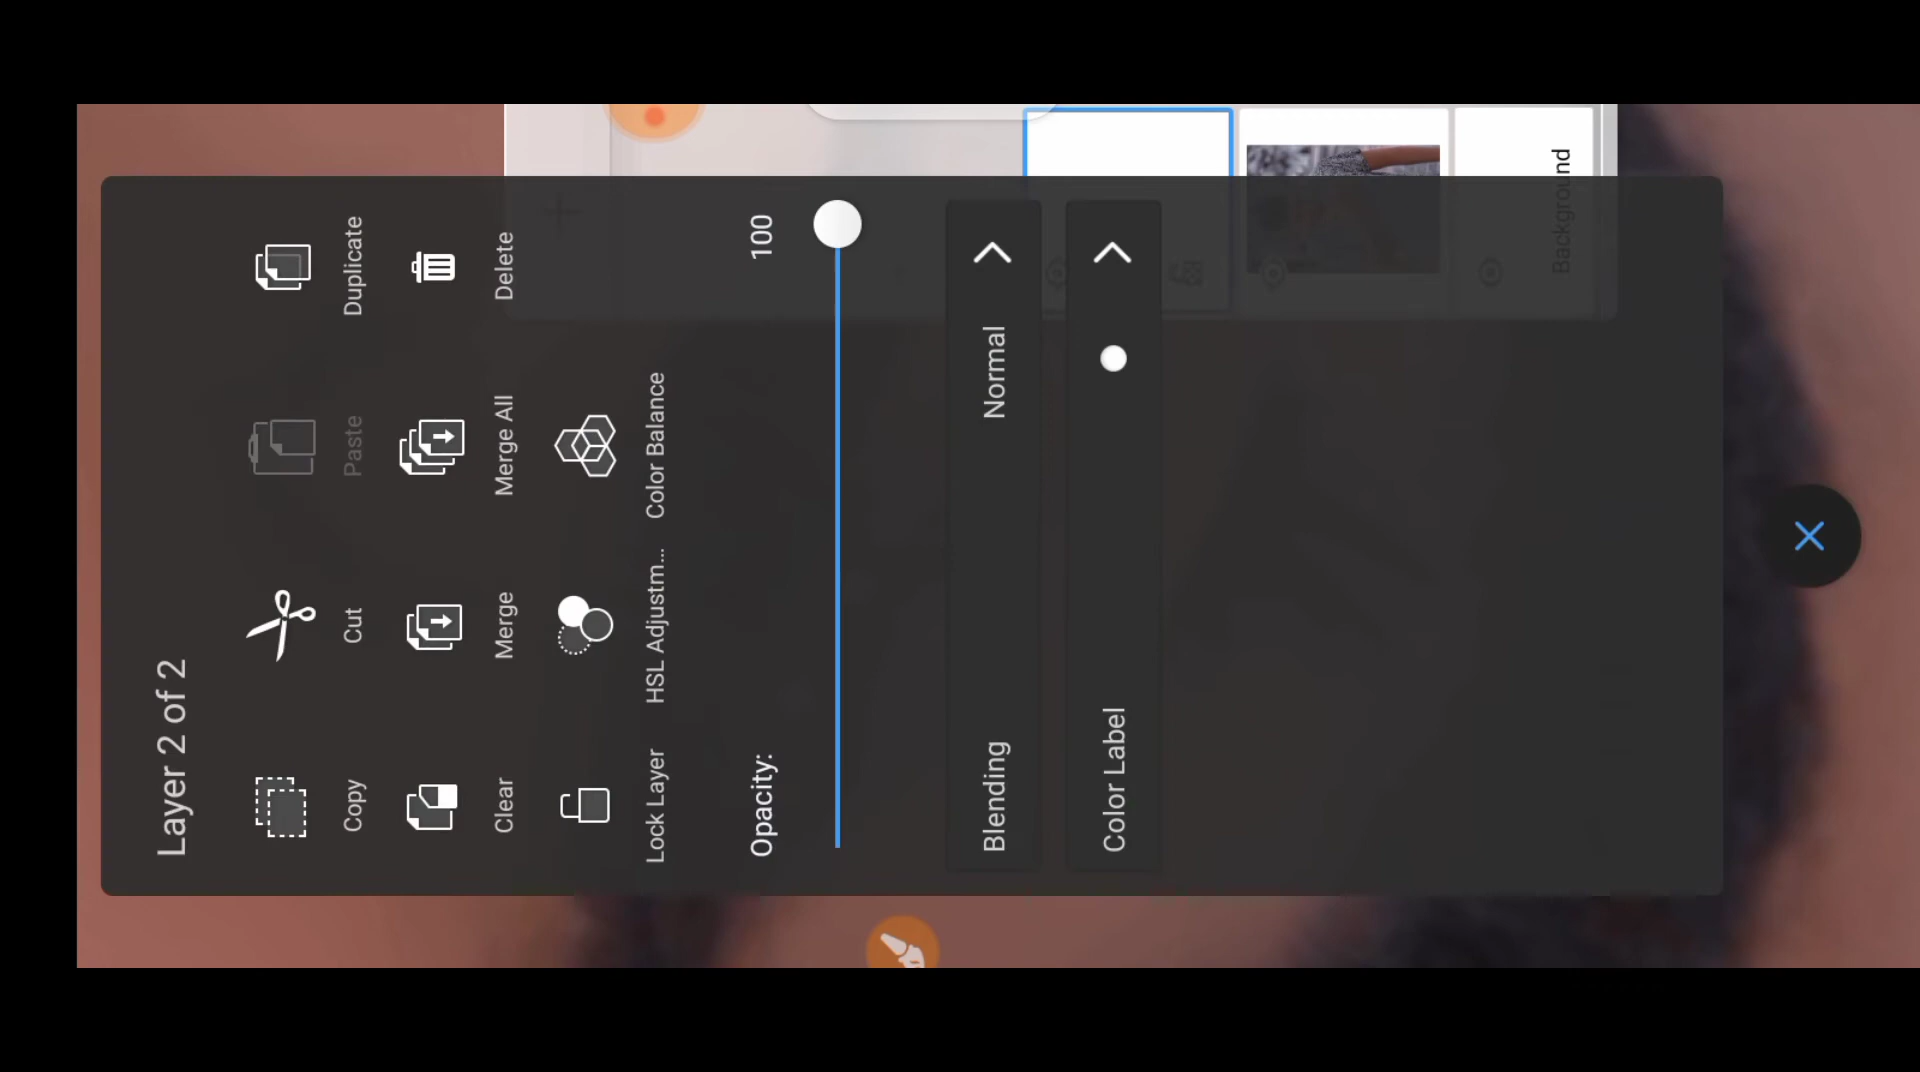 Layer 2 of 2
Copy
Cut
Paste
Duplicate
Clear
Merge
Merge All
Delete
Lock Layer
HSL Adjustm...
Color Balance
Opacity:
100
Blending
Normal
Color Label
Background